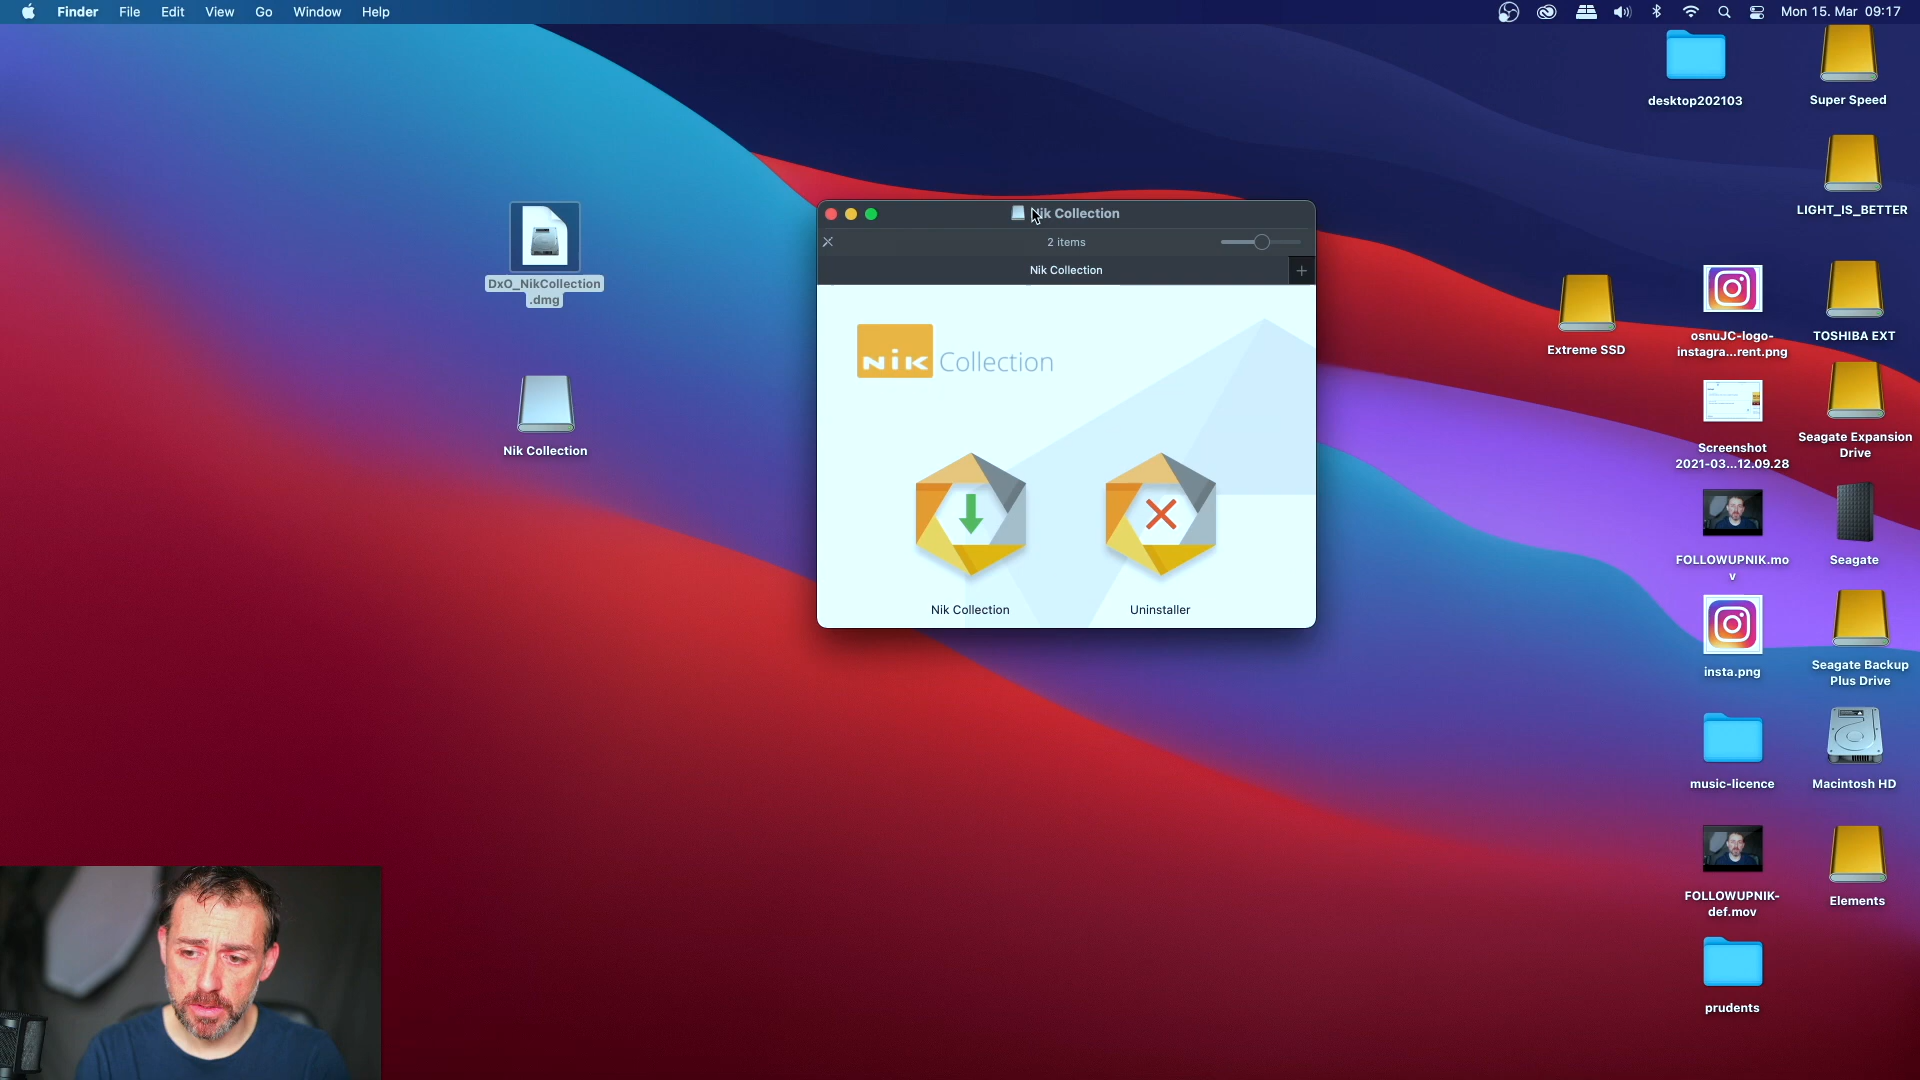 Finder File Edit View Go Window Help
Mon 15. Mar 09:17
desktop202103
Super Speed
LIGHT_IS_BETTER
DxO_NikCollection
.dmg
Nik Collection
Nik Collection
2 items
Nik Collection
Nik Collection
Nik Collection
Uninstaller
Extreme SSD
osnuJC-logo-
instagra...rent.png
TOSHIBA EXT
Screenshot
2021-03...12.09.28
Seagate Expansion
Drive
FOLLOWUPNIK.mo
v
Seagate
insta.png
Seagate Backup
Plus Drive
music-licence
Macintosh HD
FOLLOWUPNIK-
def.mov
Elements
prudents